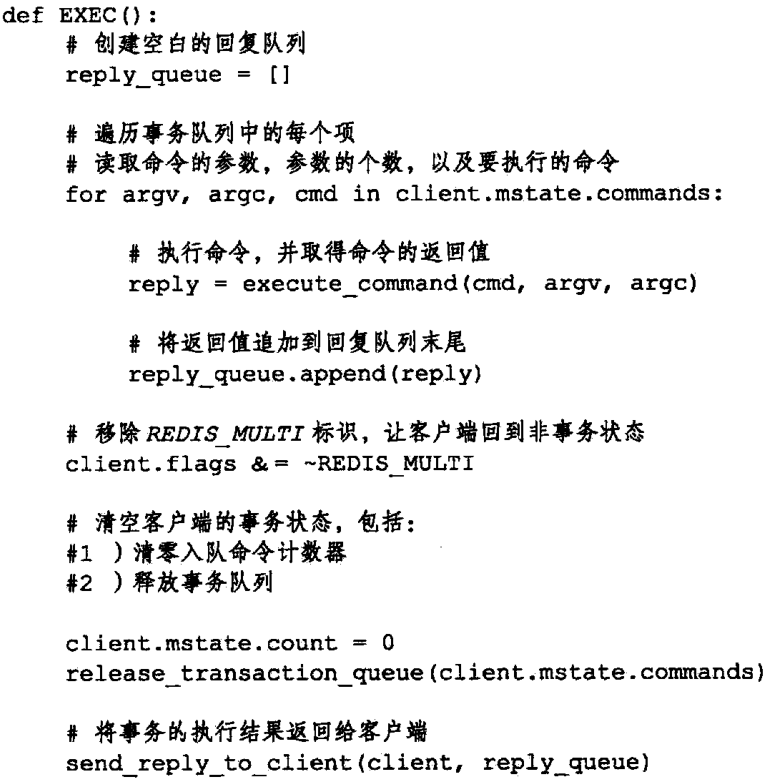 def EXEC():
# 创建空白的回复队列
reply_queue = []
# 遍历事务队列中的每个项
# 读取命令的参数，参数的个数，以及要执行的命令
for argv, argc, cmd in client.mstate.commands:
# 执行命令，并取得命令的返回值
reply = execute_command(cmd, argv, argc)
# 将返回值追加到回复队列末尾
reply_queue.append(reply)
# 移除 REDIS_MULTI 标识，让客户端回到非事务状态
client.flags &= ~REDIS_MULTI
# 清空客户端的事务状态，包括：
#1 ）清零入队命令计数器
#2 ）释放事务队列
client.mstate.count = 0
release_transaction_queue(client.mstate.commands)
# 将事务的执行结果返回给客户端
send_reply_to_client(client, reply_queue)